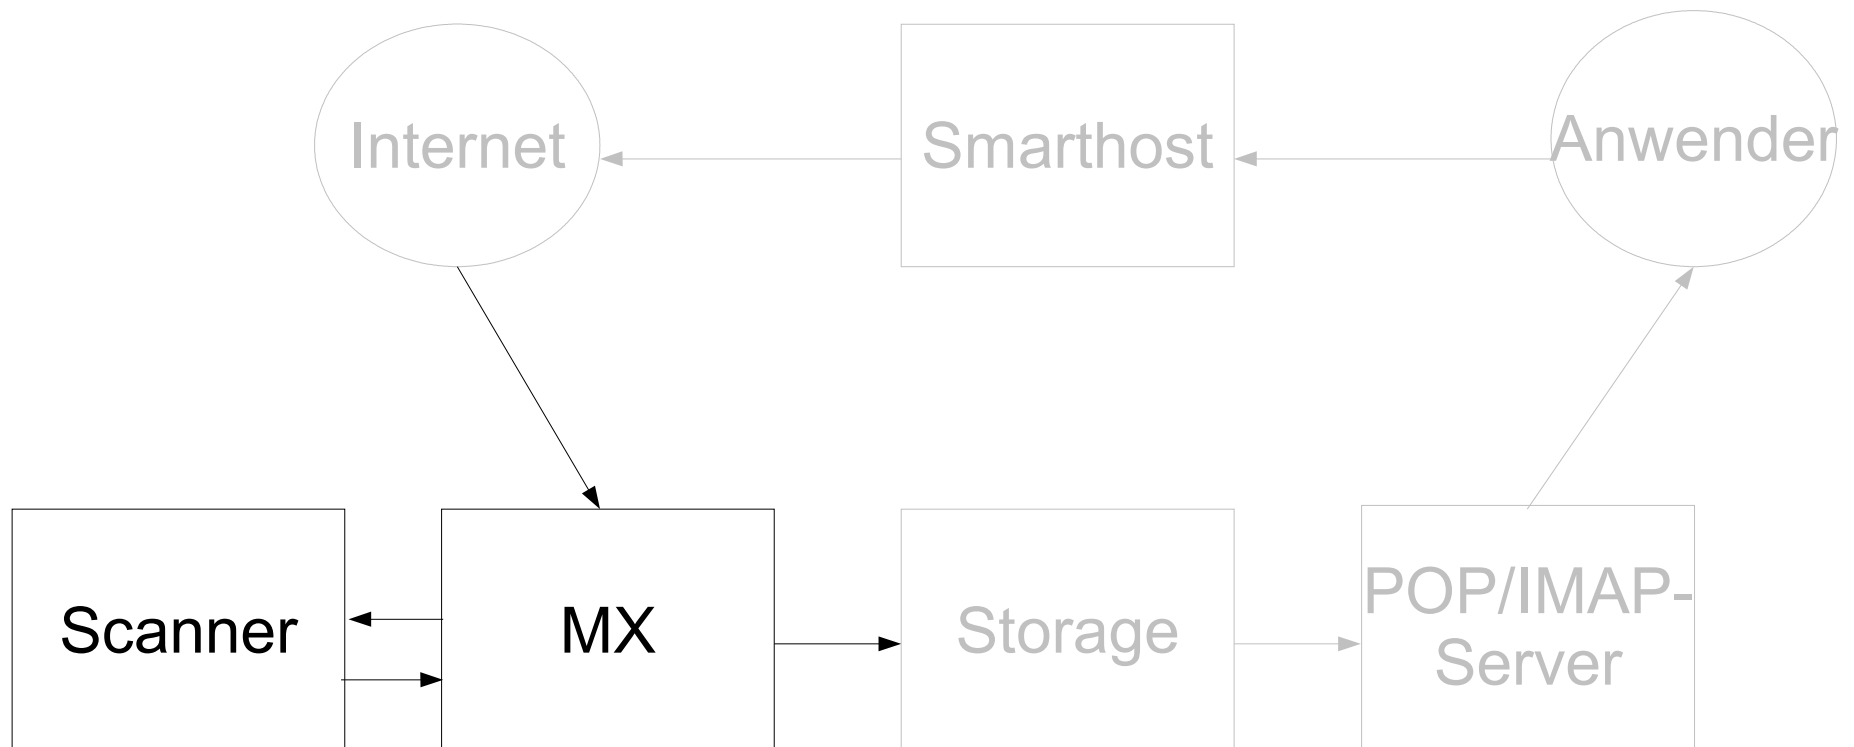 Internet
Smarthost
Anwender
Scanner
MX
Storage
POP/IMAP-
Server